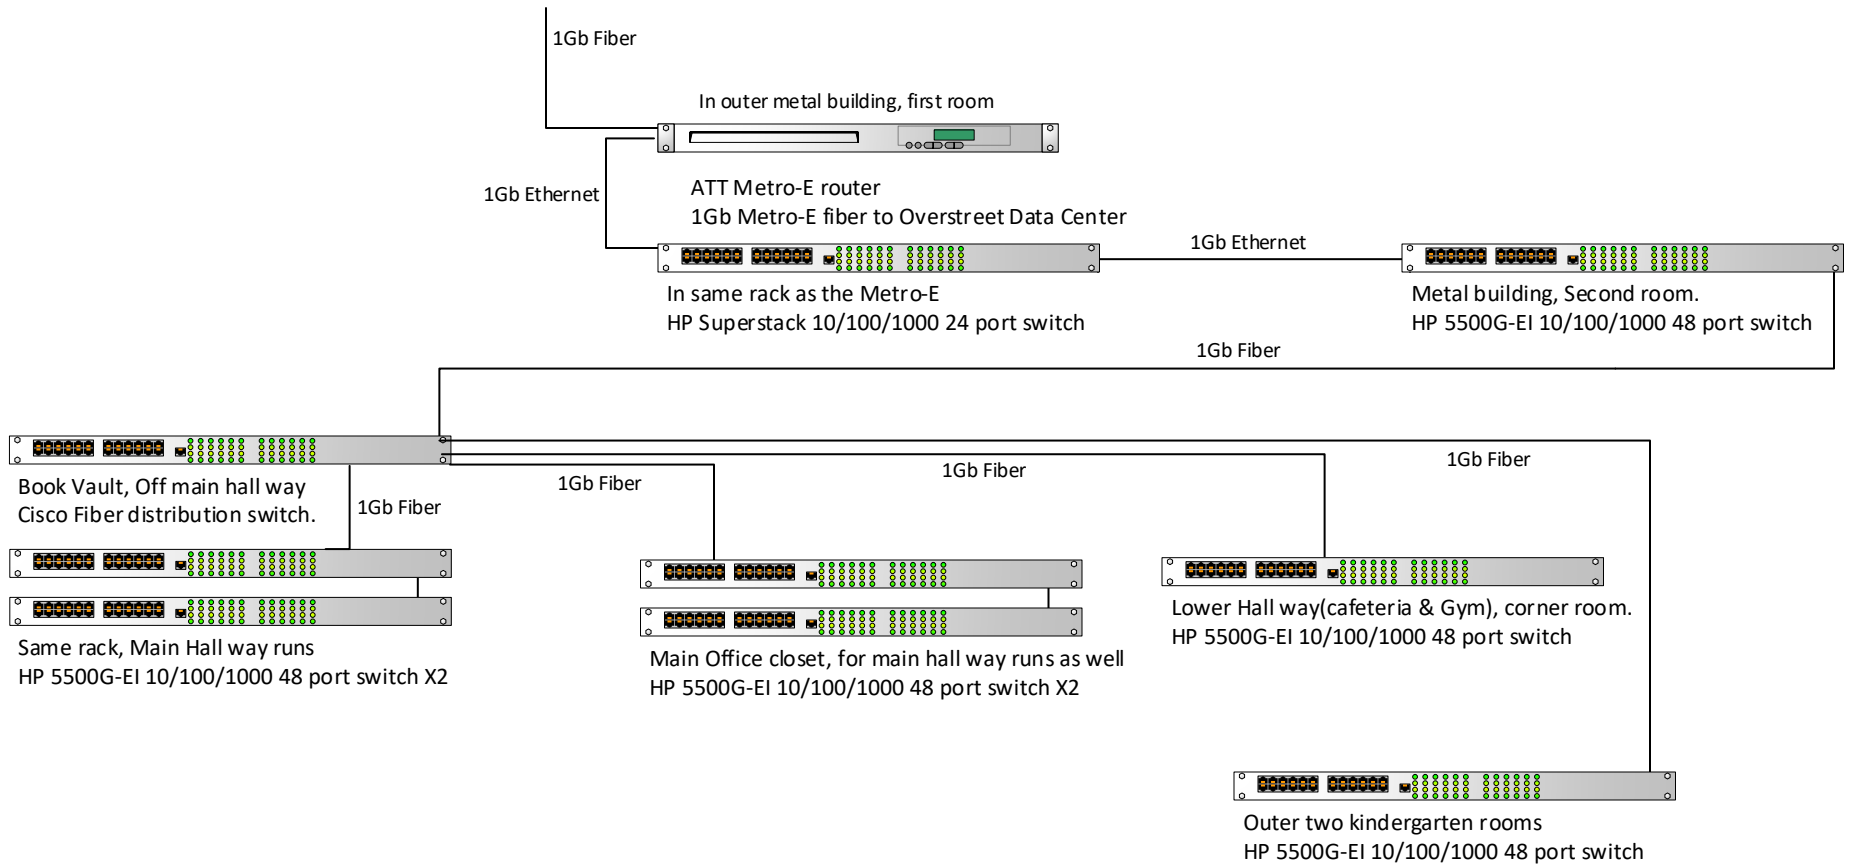 1Gb Fiber
In outer metal building, first room
1Gb Ethernet
ATT Metro-E router
1Gb Metro-E fiber to Overstreet Data Center
1Gb Ethernet
In same rack as the Metro-E
HP Superstack 10/100/1000 24 port switch
Metal building, Second room.
HP 5500G-EI 10/100/1000 48 port switch
1Gb Fiber
Book Vault, Off main hall way
Cisco Fiber distribution switch.
1Gb Fiber
1Gb Fiber
1Gb Fiber
1Gb Fiber
Same rack, Main Hall way runs
HP 5500G-EI 10/100/1000 48 port switch X2
Main Office closet, for main hall way runs as well
HP 5500G-EI 10/100/1000 48 port switch X2
Lower Hall way(cafeteria & Gym), corner room.
HP 5500G-EI 10/100/1000 48 port switch
Outer two kindergarten rooms
HP 5500G-EI 10/100/1000 48 port switch